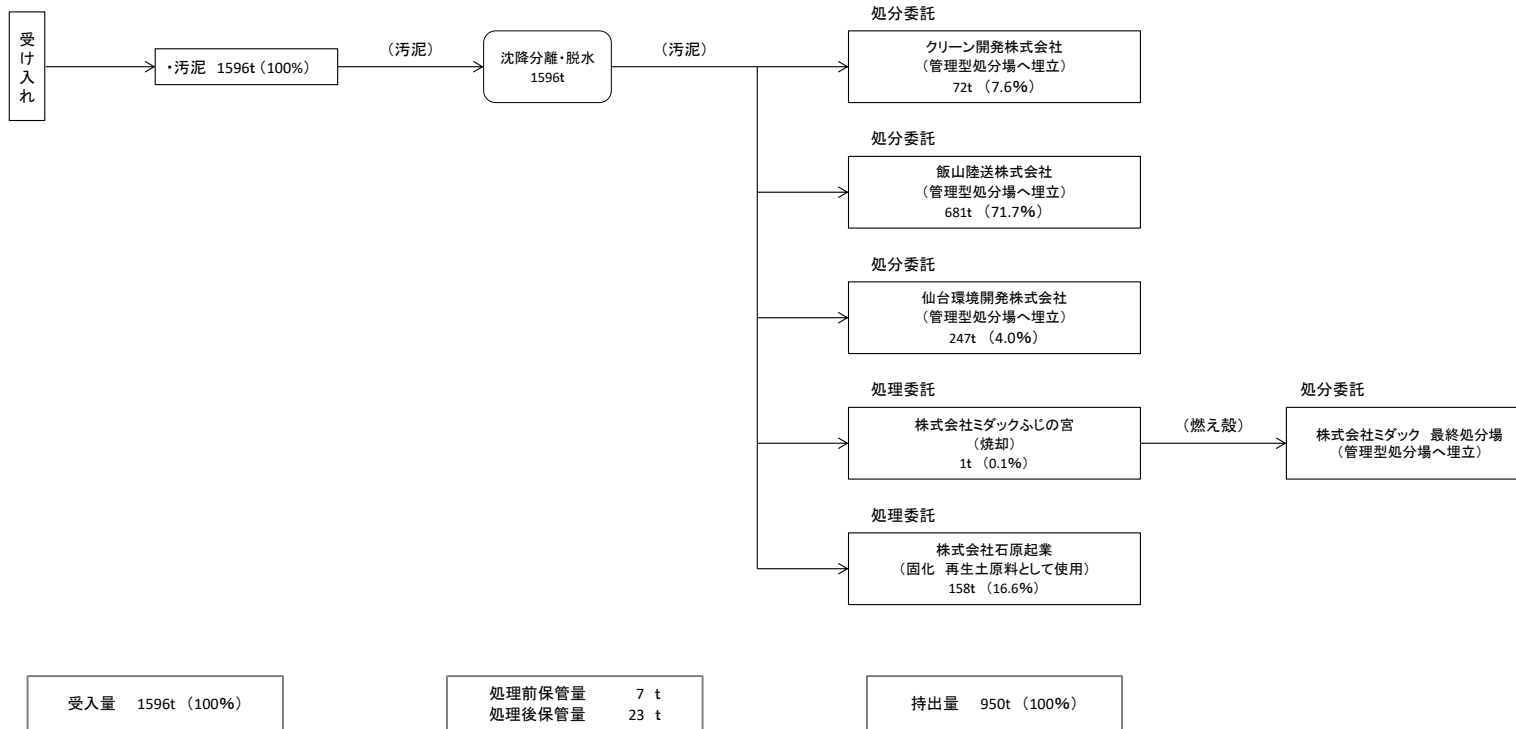 受け入れ
・汚泥 1596t (100%)
（汚泥）
沈降分離・脱水
1596t
（汚泥）
処分委託
クリーン開発株式会社
（管理型処分場へ埋立）
72t （7.6％）
処分委託
飯山陸送株式会社
（管理型処分場へ埋立）
681t （71.7％）
処分委託
仙台環境開発株式会社
（管理型処分場へ埋立）
247t （4.0％）
処理委託
株式会社ミダックふじの宮
（焼却）
1t （0.1％）
（燃え殻）
処分委託
株式会社ミダック 最終処分場
（管理型処分場へ埋立）
処理委託
株式会社石原起業
（固化 再生土原料として使用）
158t （16.6％）
受入量 1596t （100％）
処理前保管量 7 t
処理後保管量 23 t
持出量 950t （100％）